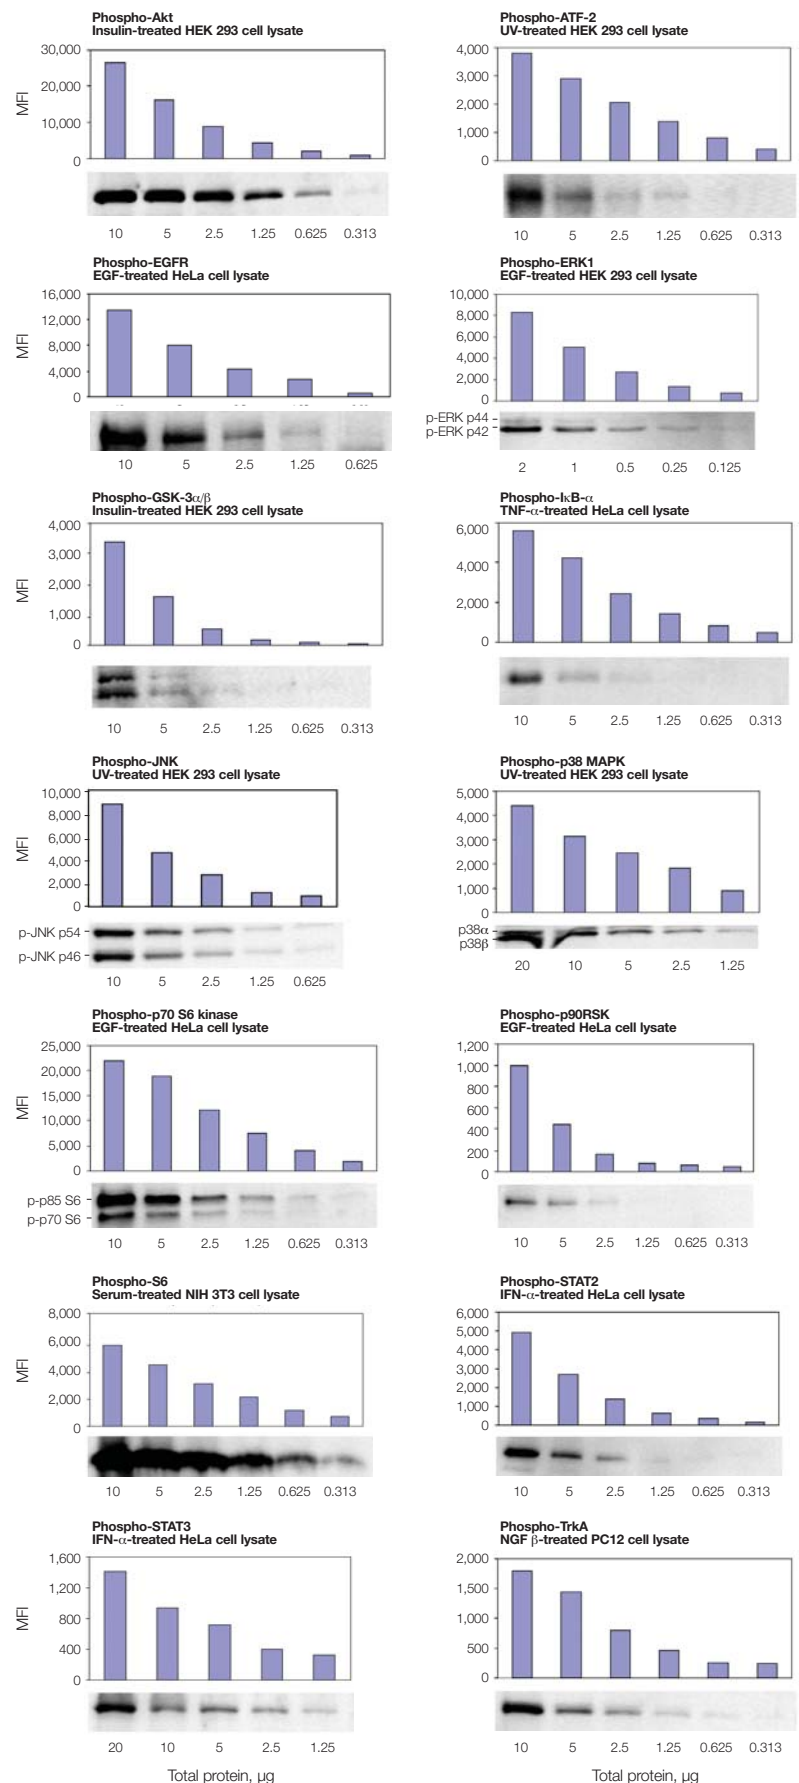 Phospho-Akt
Insulin-treated HEK 293 cell lysate
MFI
30,000
20,000
10,000
0
10 5 2.5 1.25 0.625 0.313
Phospho-ATF-2
UV-treated HEK 293 cell lysate
4,000
3,000
2,000
1,000
0
10 5 2.5 1.25 0.625 0.313
Phospho-EGFR
EGF-treated HeLa cell lysate
MFI
16,000
12,000
8,000
4,000
0
10 5 2.5 1.25 0.625
Phospho-ERK1
EGF-treated HEK 293 cell lysate
10,000
8,000
6,000
4,000
2,000
0
p-ERK p44
p-ERK p42
2 1 0.5 0.25 0.125
Phospho-GSK-3α/β
Insulin-treated HEK 293 cell lysate
MFI
4,000
3,000
2,000
1,000
0
10 5 2.5 1.25 0.625 0.313
Phospho-IκB-α
TNF-α-treated HeLa cell lysate
6,000
4,000
2,000
0
10 5 2.5 1.25 0.625 0.313
Phospho-JNK
UV-treated HEK 293 cell lysate
MFI
10,000
8,000
6,000
4,000
2,000
0
p-JNK p54
p-JNK p46
10 5 2.5 1.25 0.625
Phospho-p38 MAPK
UV-treated HEK 293 cell lysate
5,000
4,000
3,000
2,000
1,000
0
p38α
p38β
20 10 5 2.5 1.25
Phospho-p70 S6 kinase
EGF-treated HeLa cell lysate
MFI
25,000
20,000
15,000
10,000
5,000
0
p-p85 S6
p-p70 S6
10 5 2.5 1.25 0.625 0.313
Phospho-p90RSK
EGF-treated HeLa cell lysate
1,200
1,000
800
600
400
200
0
10 5 2.5 1.25 0.625 0.313
Phospho-S6
Serum-treated NIH 3T3 cell lysate
MFI
8,000
6,000
4,000
2,000
0
10 5 2.5 1.25 0.625 0.313
Phospho-STAT2
IFN-α-treated HeLa cell lysate
6,000
5,000
4,000
3,000
2,000
1,000
0
10 5 2.5 1.25 0.625 0.313
Phospho-STAT3
IFN-α-treated HeLa cell lysate
MFI
1,600
1,200
800
400
0
20 10 5 2.5 1.25
Total protein, µg
Phospho-TrkA
NGF β-treated PC12 cell lysate
2,000
1,500
1,000
500
0
10 5 2.5 1.25 0.625 0.313
Total protein, µg